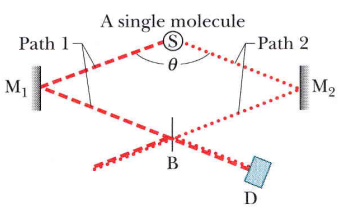 A single molecule
Path 1
S
Path 2
θ
M1
M2
B
D